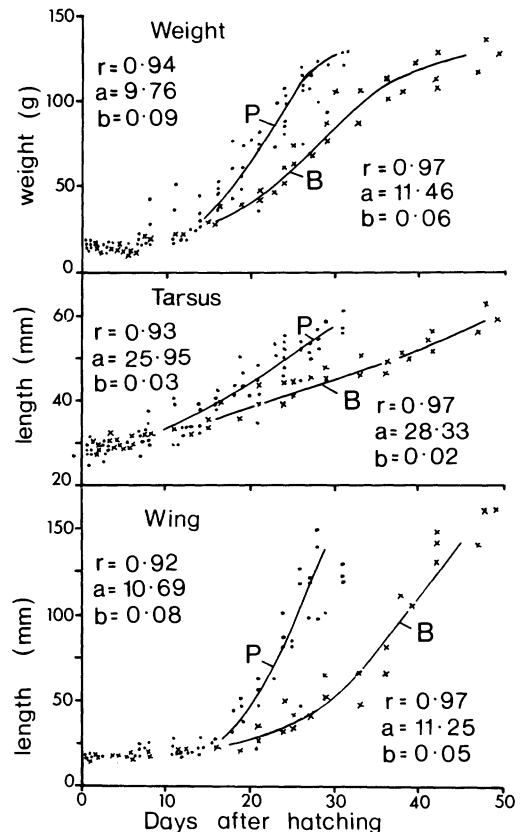 Weight
150
100
50
0
weight (g)
r=0·94
a=9·76
b=0·09
P
B
r=0·97
a=11·46
b=0·06
Tarsus
60
40
20
length (mm)
r=0·93
a=25·95
b=0·03
P
B
r=0·97
a=28·33
b=0·02
Wing
150
100
50
0
length (mm)
r=0·92
a=10·69
b=0·08
P
B
r=0·97
a=11·25
b=0·05
0 10 20 30 40 50
Days after hatching